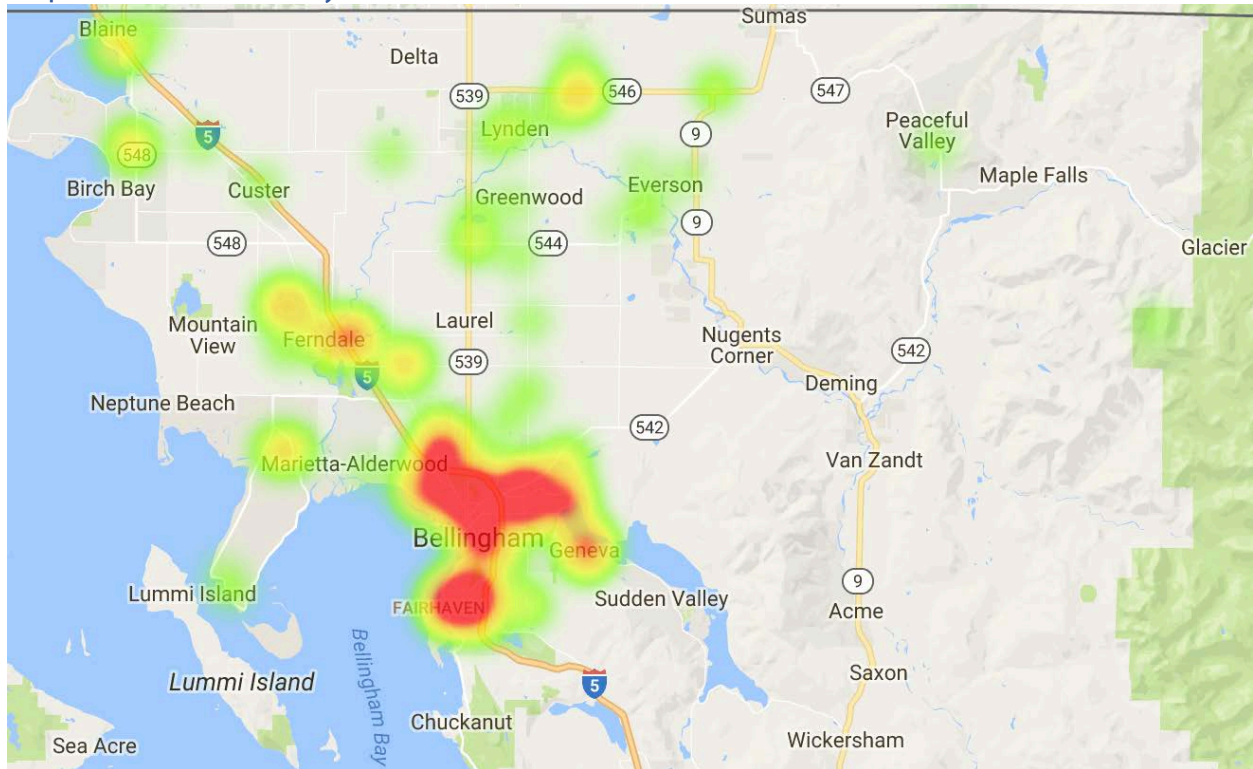 Blaine
Sumas
Delta
539
546
547
5
Lynden
9
Peaceful
Valley
548
Birch Bay
Custer
Greenwood
Everson
Maple Falls
548
544
9
Glacier
Mountain
View
Ferndale
Laurel
Nugents
Corner
542
5
539
Deming
Neptune Beach
542
Marietta-Alderwood
Van Zandt
Bellingham
Geneva
Lummi Island
FAIRHAVEN
Sudden Valley
9
Acme
Bellingham Bay
Lummi Island
5
Saxon
Chuckanut
Sea Acre
Wickersham